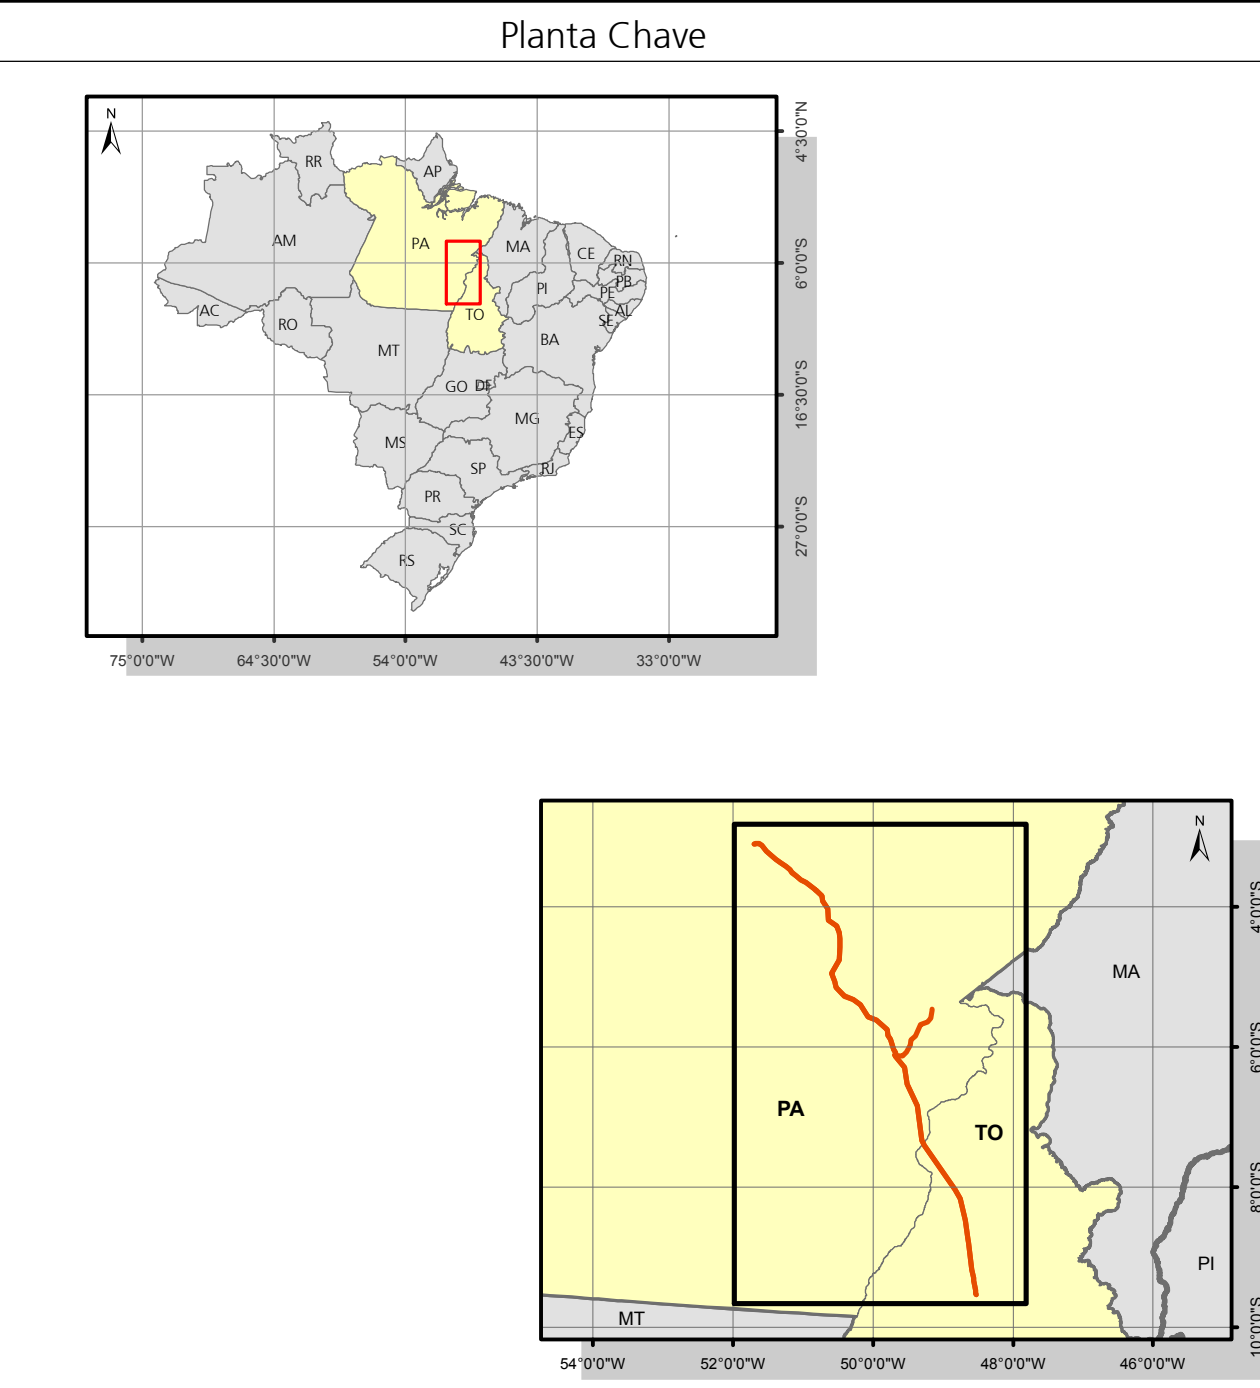 Planta Chave
N
RR
AP
AM
PA
MA
CE
RN
PB
PI
PE
AL
SE
AC
RO
TO
BA
MT
GO
DF
MG
ES
MS
SP
RJ
PR
SC
RS
4°30'0"N
6°0'0"S
16°30'0"S
27°0'0"S
75°0'0"W
64°30'0"W
54°0'0"W
43°30'0"W
33°0'0"W
N
MA
PA
TO
PI
MT
4°0'0"S
6°0'0"S
8°0'0"S
10°0'0"S
54°0'0"W
52°0'0"W
50°0'0"W
48°0'0"W
46°0'0"W